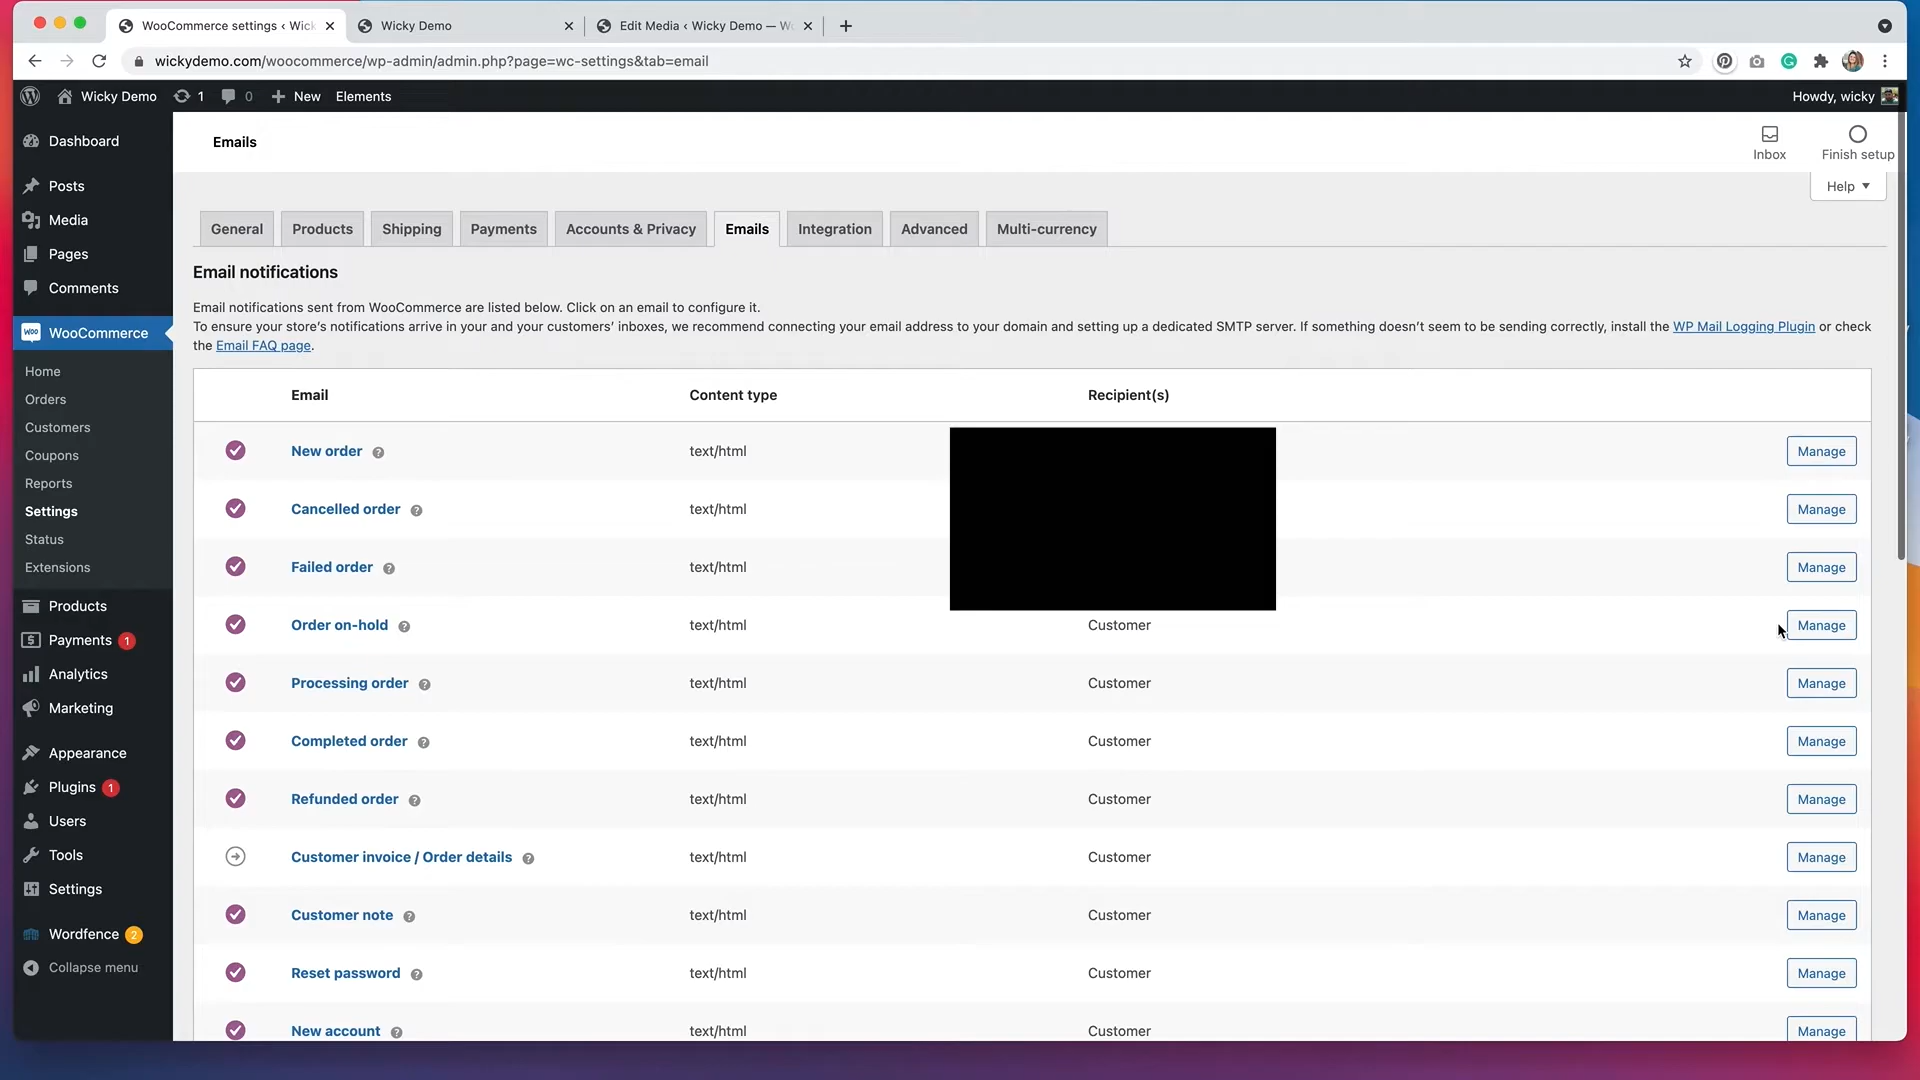 WooCommerce settings ‹ Wick
Wicky Demo
Edit Media ‹ Wicky Demo — W
wickydemo.com/woocommerce/wp-admin/admin.php?page=wc-settings&tab=email
Wicky Demo
1
0
New
Elements
Howdy, wicky
Dashboard
Posts
Media
Pages
Comments
WooCommerce
Home
Orders
Customers
Coupons
Reports
Settings
Status
Extensions
Products
Payments 1
Analytics
Marketing
Appearance
Plugins 1
Users
Tools
Settings
Wordfence 2
Collapse menu
Emails
Inbox
Finish setup
Help
General
Products
Shipping
Payments
Accounts & Privacy
Emails
Integration
Advanced
Multi-currency
Email notifications
Email notifications sent from WooCommerce are listed below. Click on an email to configure it.
To ensure your store's notifications arrive in your and your customers' inboxes, we recommend connecting your email address to your domain and setting up a dedicated SMTP server. If something doesn't seem to be sending correctly, install the WP Mail Logging Plugin or check
the Email FAQ page.
Email Content type Recipient(s)
New order ? text/html Manage
Cancelled order ? text/html Manage
Failed order ? text/html Manage
Order on-hold ? text/html Customer Manage
Processing order ? text/html Customer Manage
Completed order ? text/html Customer Manage
Refunded order ? text/html Customer Manage
Customer invoice / Order details ? text/html Customer Manage
Customer note ? text/html Customer Manage
Reset password ? text/html Customer Manage
New account ? text/html Customer Manage